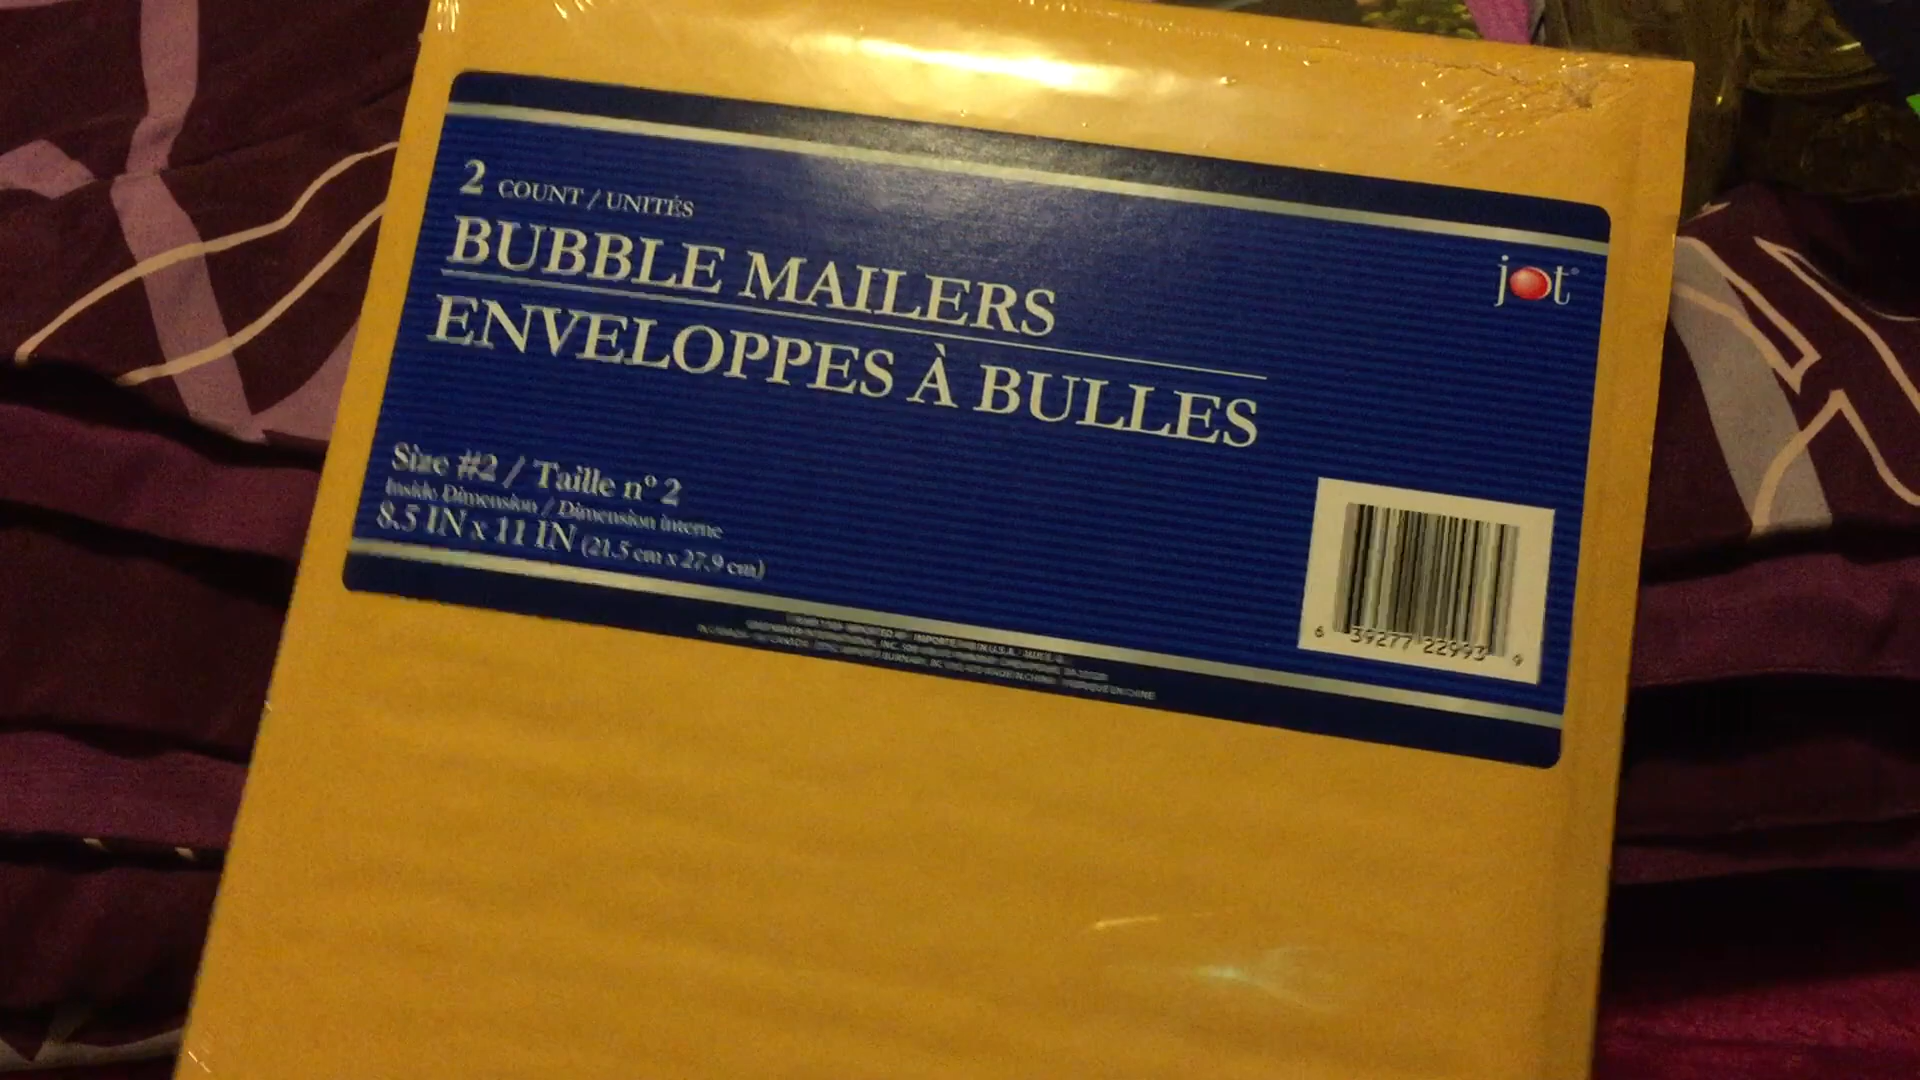 2 COUNT / UNITÉS
BUBBLE MAILERS
ENVELOPPES À BULLES
jot
Size #2 / Taille nº 2
Inside Dimension / Dimension interne
8.5 IN x 11 IN (21.5 cm x 27.9 cm)
6 39277 22993 9